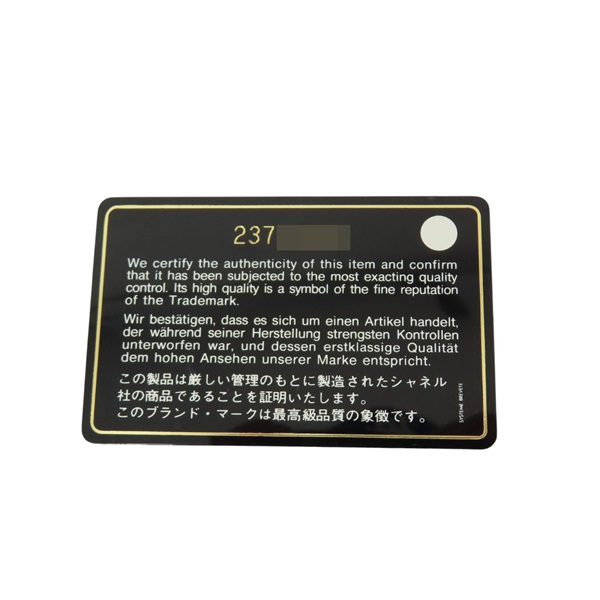 237
We certify the authenticity of this item and confirm
that it has been subjected to the most exacting quality
control. Its high quality is a symbol of the fine reputation
of the Trademark.
Wir bestätigen, dass es sich um einen Artikel handelt,
der während seiner Herstellung strengsten Kontrollen
unterworfen war, und dessen erstklassige Qualität
dem hohen Ansehen unserer Marke entspricht.
この製品は厳しい管理のもとに製造されたシャネル
社の商品であることを証明いたします。
このブランド・マークは最高級品質の象徴です。
SYSTEME BREVETE